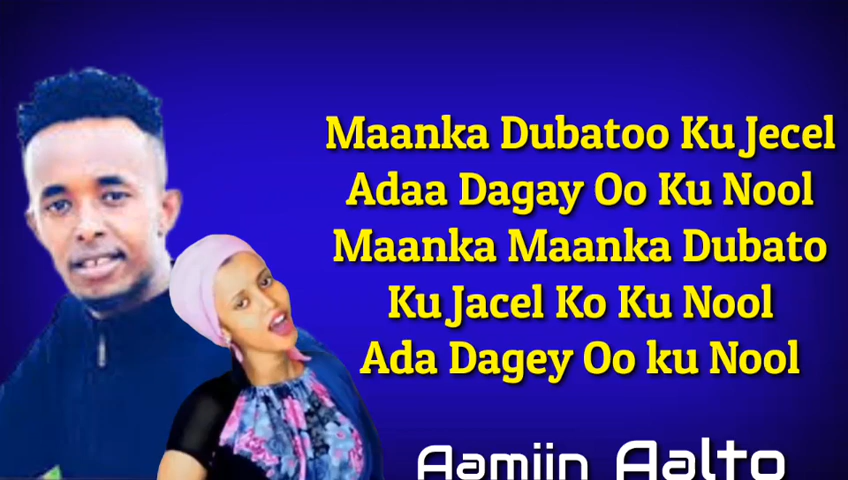 Maanka Dubatoo Ku Jecel
Adaa Dagay Oo Ku Nool
Maanka Maanka Dubato
Ku Jacel Ko Ku Nool
Ada Dagey Oo ku Nool
Aamiin Aalto